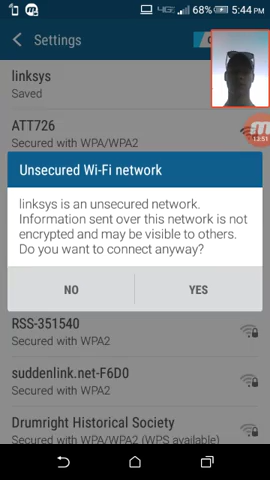 4G LTE
68%
5:44 PM
Settings
linksys
Saved
ATT726
Secured with WPA/WPA2
12:51
Unsecured Wi-Fi network
linksys is an unsecured network.
Information sent over this network is not
encrypted and may be visible to others.
Do you want to connect anyway?
NO
YES
RSS-351540
Secured with WPA2
suddenlink.net-F6D0
Secured with WPA2
Drumright Historical Society
Secured with WPA/WPA2 (WPS available)